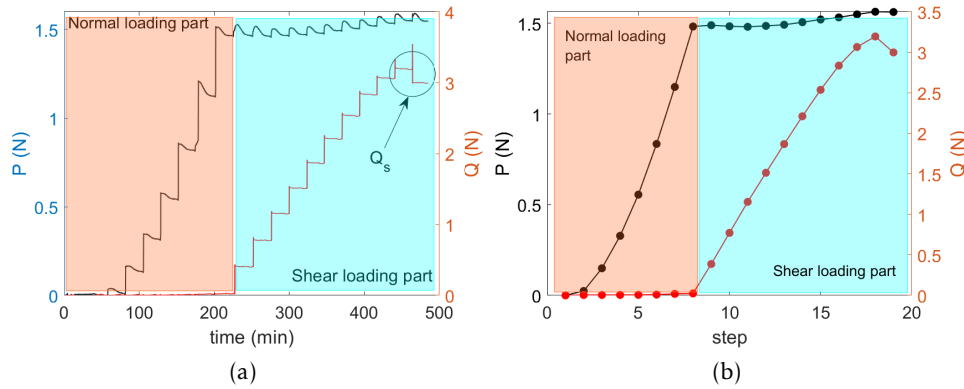 Normal loading part
Shear loading part
Q_s
P (N)
1.5
1
0.5
0
4
3
2
1
0
Q (N)
0 100 200 300 400 500
time (min)
(a)
Normal loading
part
Shear loading part
P (N)
1.5
1
0.5
0
3.5
3
2.5
2
1.5
1
0.5
0
Q (N)
0 5 10 15 20
step
(b)